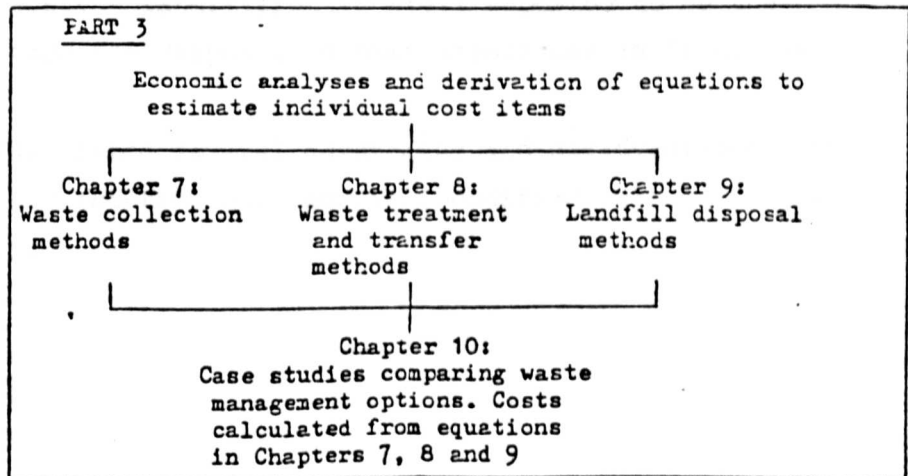 PART 3
Economic analyses and derivation of equations to
estimate individual cost items
Chapter 7:
Waste collection
methods
Chapter 8:
Waste treatment
and transfer
methods
Chapter 9:
Landfill disposal
methods
Chapter 10:
Case studies comparing waste
management options. Costs
calculated from equations
in Chapters 7, 8 and 9